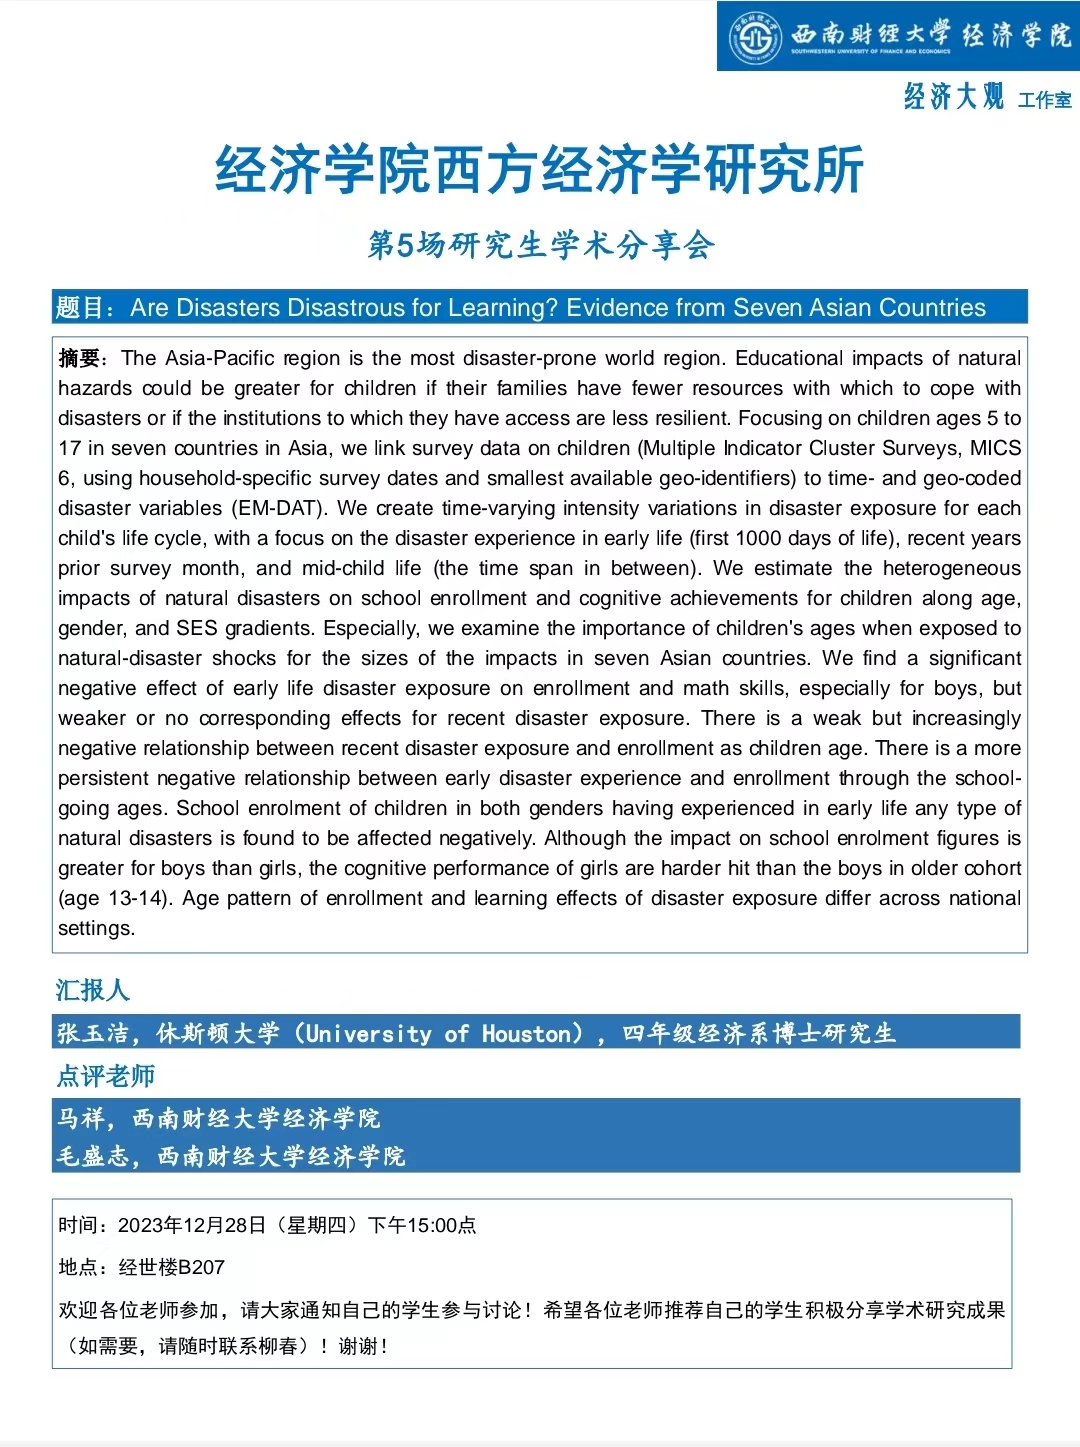 西南财经大学 经济学院
SOUTHWESTERN UNIVERSITY OF FINANCE AND ECONOMICS
经济大观 工作室
经济学院西方经济学研究所
第5场研究生学术分享会
题目：Are Disasters Disastrous for Learning? Evidence from Seven Asian Countries
摘要：The Asia-Pacific region is the most disaster-prone world region. Educational impacts of natural
hazards could be greater for children if their families have fewer resources with which to cope with
disasters or if the institutions to which they have access are less resilient. Focusing on children ages 5 to
17 in seven countries in Asia, we link survey data on children (Multiple Indicator Cluster Surveys, MICS
6, using household-specific survey dates and smallest available geo-identifiers) to time- and geo-coded
disaster variables (EM-DAT). We create time-varying intensity variations in disaster exposure for each
child's life cycle, with a focus on the disaster experience in early life (first 1000 days of life), recent years
prior survey month, and mid-child life (the time span in between). We estimate the heterogeneous
impacts of natural disasters on school enrollment and cognitive achievements for children along age,
gender, and SES gradients. Especially, we examine the importance of children's ages when exposed to
natural-disaster shocks for the sizes of the impacts in seven Asian countries. We find a significant
negative effect of early life disaster exposure on enrollment and math skills, especially for boys, but
weaker or no corresponding effects for recent disaster exposure. There is a weak but increasingly
negative relationship between recent disaster exposure and enrollment as children age. There is a more
persistent negative relationship between early disaster experience and enrollment through the school-
going ages. School enrolment of children in both genders having experienced in early life any type of
natural disasters is found to be affected negatively. Although the impact on school enrolment figures is
greater for boys than girls, the cognitive performance of girls are harder hit than the boys in older cohort
(age 13-14). Age pattern of enrollment and learning effects of disaster exposure differ across national
settings.
汇报人
张玉洁，休斯顿大学（University of Houston），四年级经济系博士研究生
点评老师
马祥，西南财经大学经济学院
毛盛志，西南财经大学经济学院
时间：2023年12月28日（星期四）下午15:00点
地点：经世楼B207
欢迎各位老师参加，请大家通知自己的学生参与讨论！希望各位老师推荐自己的学生积极分享学术研究成果
（如需要，请随时联系柳春）！谢谢！